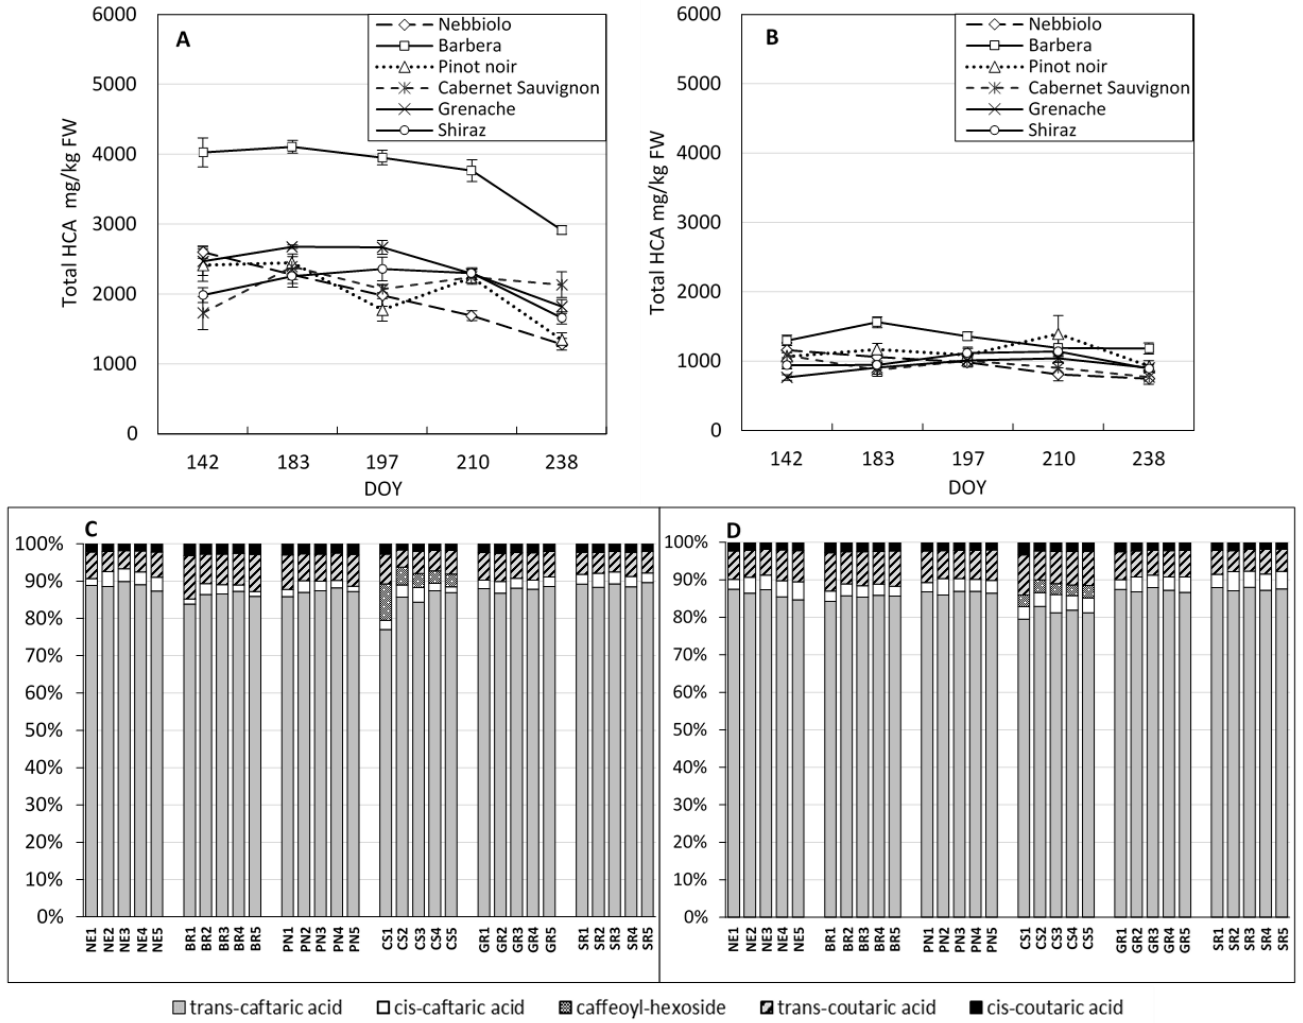 A
Total HCA mg/kg FW
6000
5000
4000
3000
2000
1000
0
142 183 197 210 238
DOY
Nebbiolo
Barbera
Pinot noir
Cabernet Sauvignon
Grenache
Shiraz
B
Total HCA mg/kg FW
6000
5000
4000
3000
2000
1000
0
142 183 197 210 238
DOY
Nebbiolo
Barbera
Pinot noir
Cabernet Sauvignon
Grenache
Shiraz
C
100%
90%
80%
70%
60%
50%
40%
30%
20%
10%
0%
NE1 NE2 NE3 NE4 NE5 BR1 BR2 BR3 BR4 BR5 PN1 PN2 PN3 PN4 PN5 CS1 CS2 CS3 CS4 CS5 GR1 GR2 GR3 GR4 GR5 SR1 SR2 SR3 SR4 SR5
D
100%
90%
80%
70%
60%
50%
40%
30%
20%
10%
0%
NE1 NE2 NE3 NE4 NE5 BR1 BR2 BR3 BR4 BR5 PN1 PN2 PN3 PN4 PN5 CS1 CS2 CS3 CS4 CS5 GR1 GR2 GR3 GR4 GR5 SR1 SR2 SR3 SR4 SR5
trans-caftaric acid cis-caftaric acid caffeoyl-hexoside trans-coutaric acid cis-coutaric acid